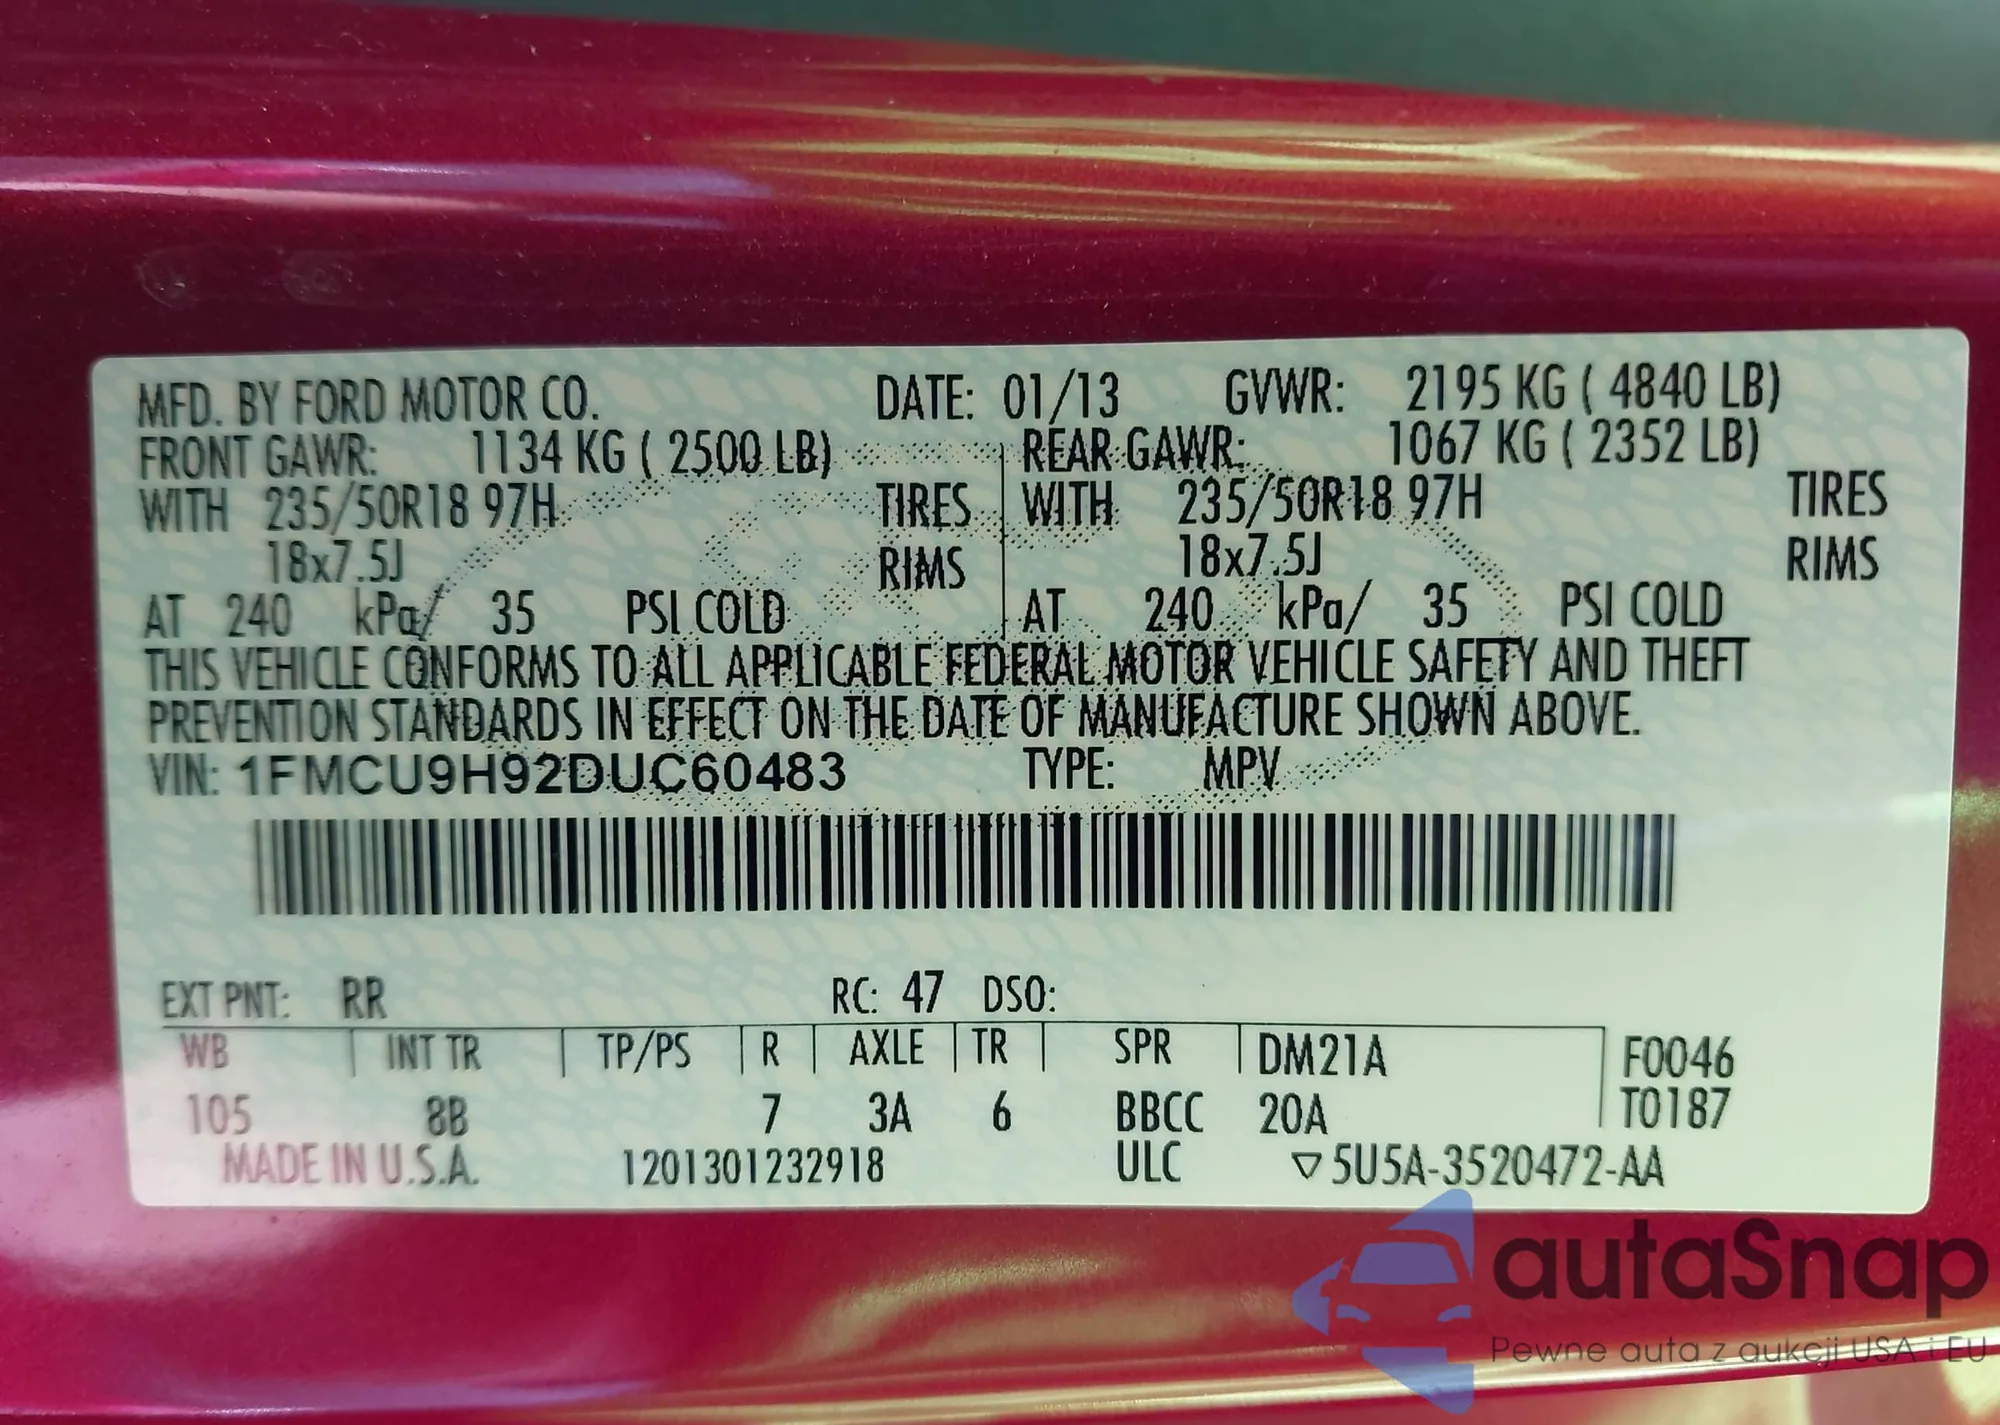 MFD. BY FORD MOTOR CO. DATE: 01/13 GVWR: 2195 KG ( 4840 LB)
FRONT GAWR: 1134 KG ( 2500 LB) REAR GAWR: 1067 KG ( 2352 LB)
WITH 235/50R18 97H TIRES WITH 235/50R18 97H TIRES
18x7.5J RIMS 18x7.5J RIMS
AT 240 kPa/ 35 PSI COLD AT 240 kPa/ 35 PSI COLD
THIS VEHICLE CONFORMS TO ALL APPLICABLE FEDERAL MOTOR VEHICLE SAFETY AND THEFT
PREVENTION STANDARDS IN EFFECT ON THE DATE OF MANUFACTURE SHOWN ABOVE.
VIN: 1FMCU9H92DUC60483 TYPE: MPV
EXT PNT: RR RC: 47 DSO:
WB INT TR TP/PS R AXLE TR SPR DM21A F0046
105 8B 7 3A 6 BBCC 20A T0187
MADE IN U.S.A. 1201301232918 ULC ▽5U5A-3520472-AA
autaSnap
Pewne auta z aukcji USA i EU